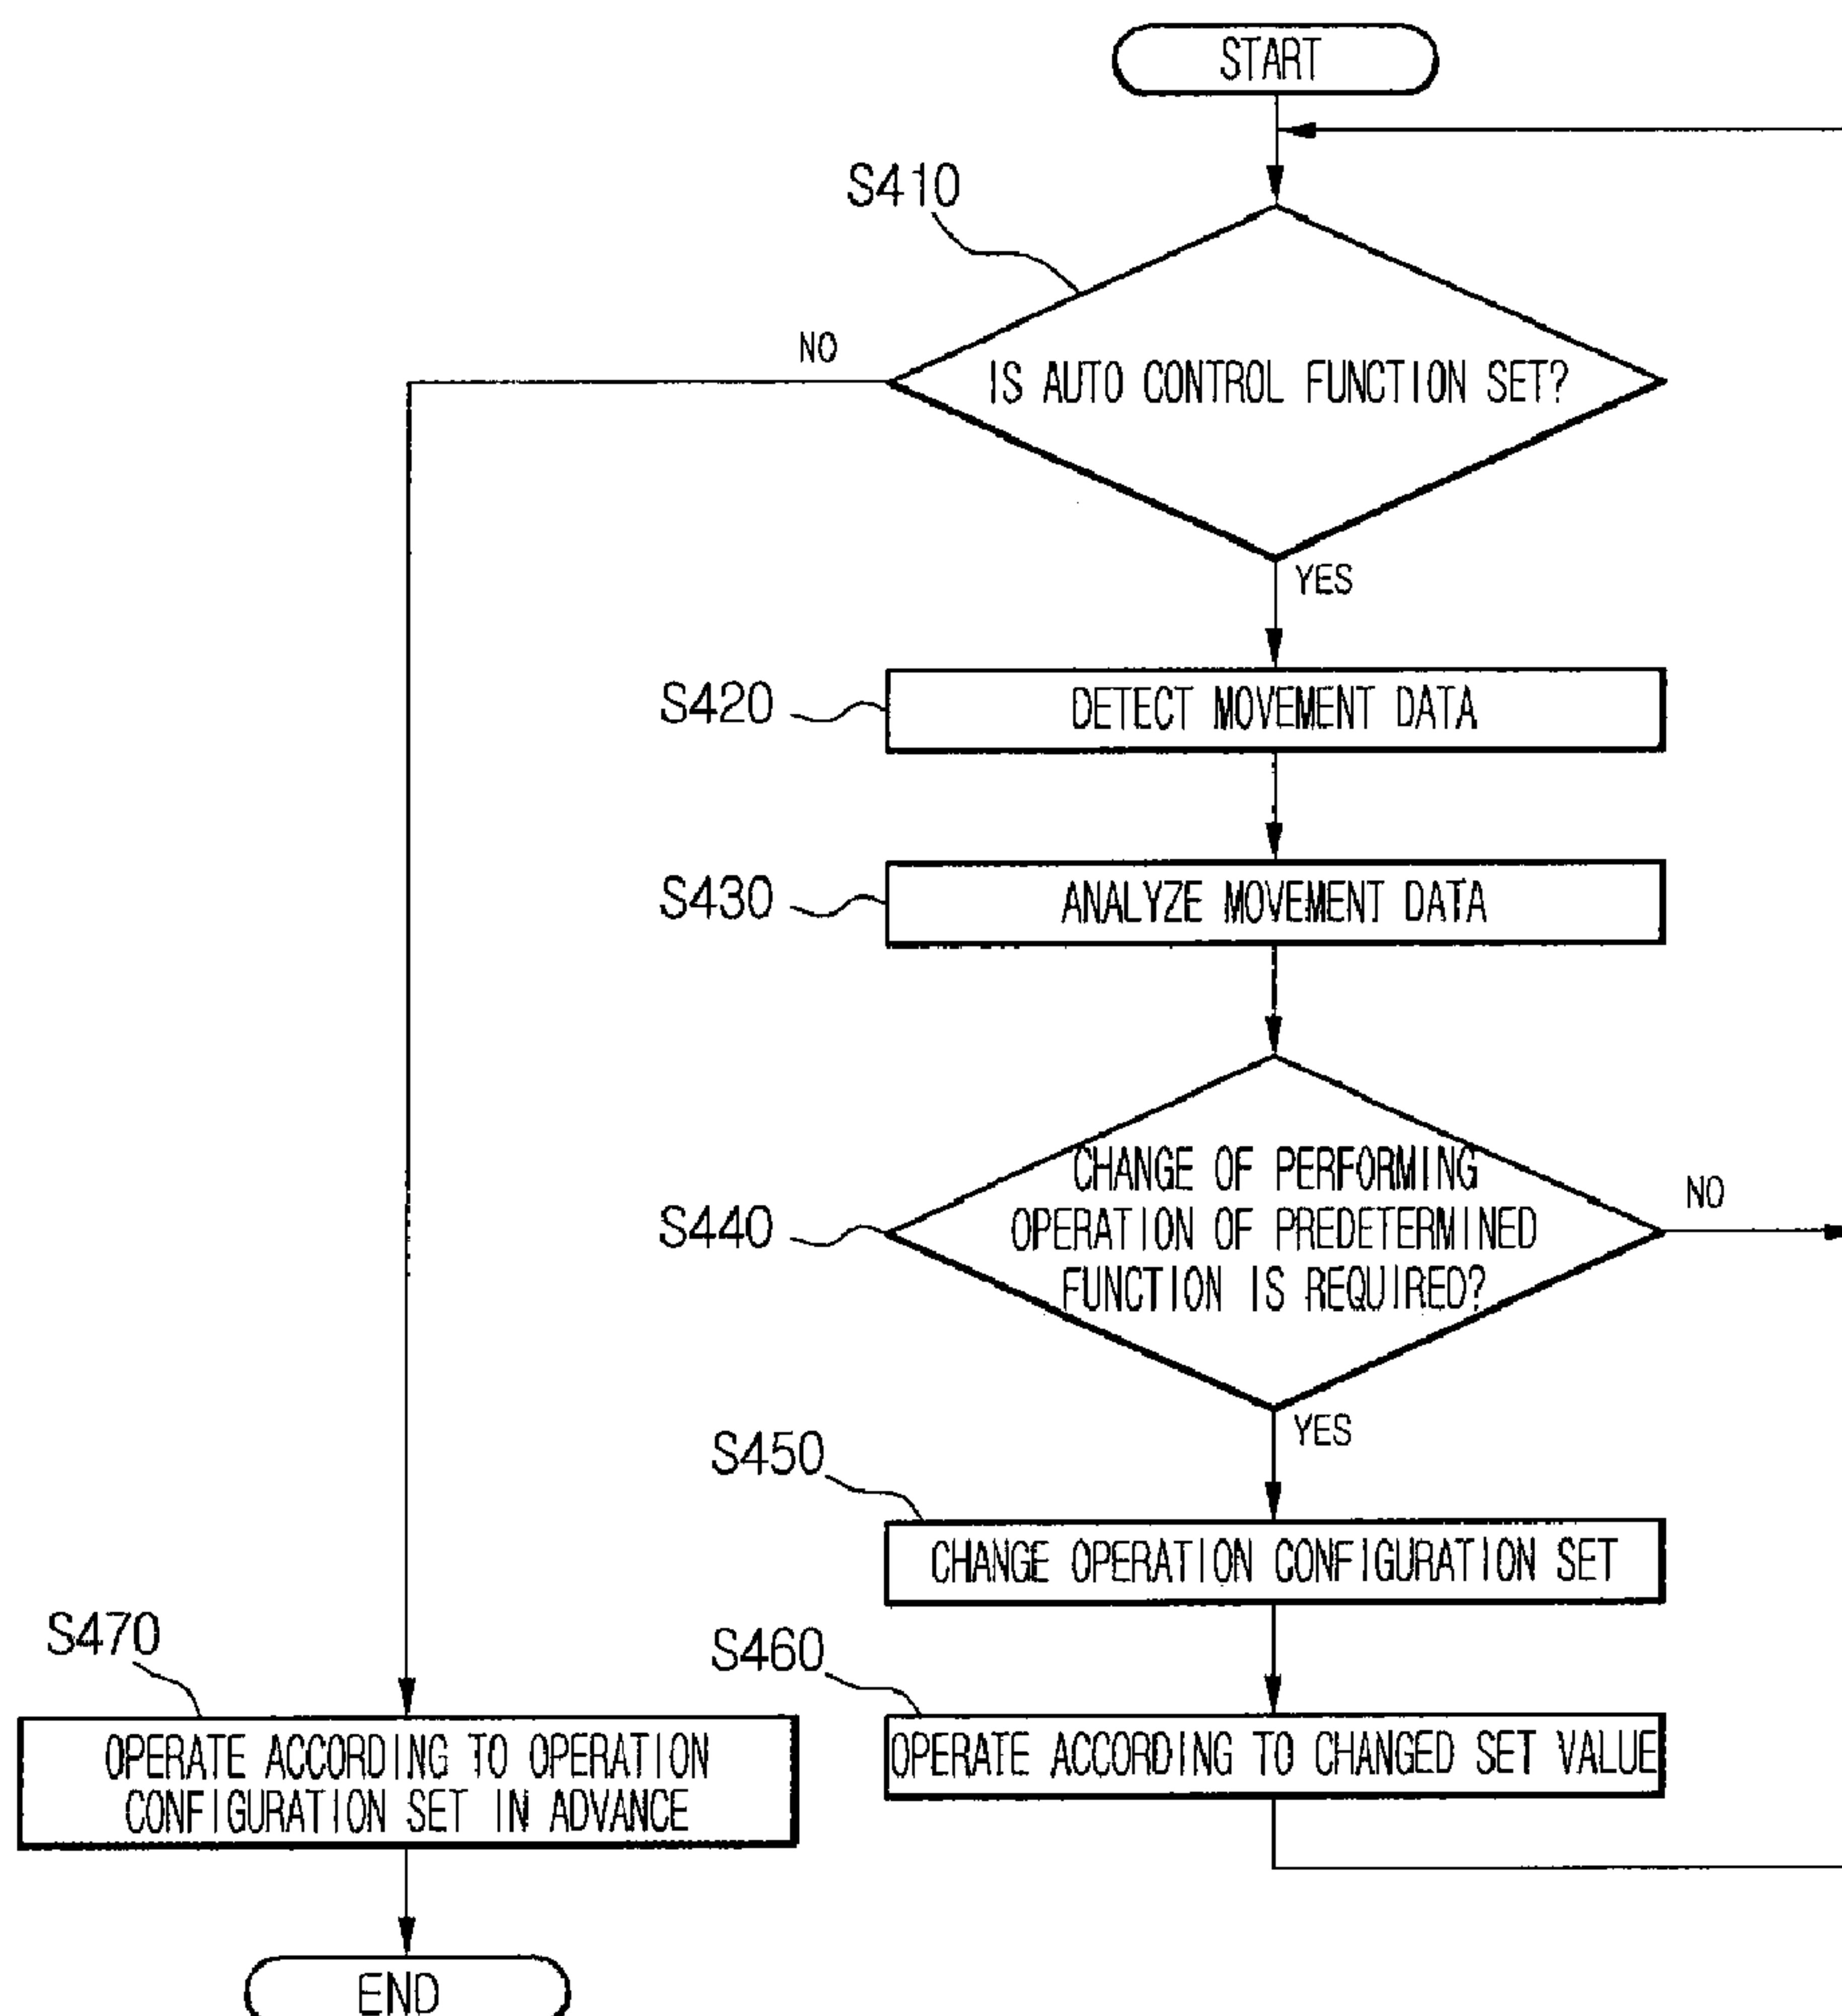 START
S410
NO
IS AUTO CONTROL FUNCTION SET?
YES
S420
DETECT MOVEMENT DATA
S430
ANALYZE MOVEMENT DATA
S440
CHANGE OF PERFORMING
OPERATION OF PREDETERMINED
FUNCTION IS REQUIRED?
NO
YES
S450
CHANGE OPERATION CONFIGURATION SET
S460
OPERATE ACCORDING TO CHANGED SET VALUE
S470
OPERATE ACCORDING TO OPERATION
CONFIGURATION SET IN ADVANCE
END